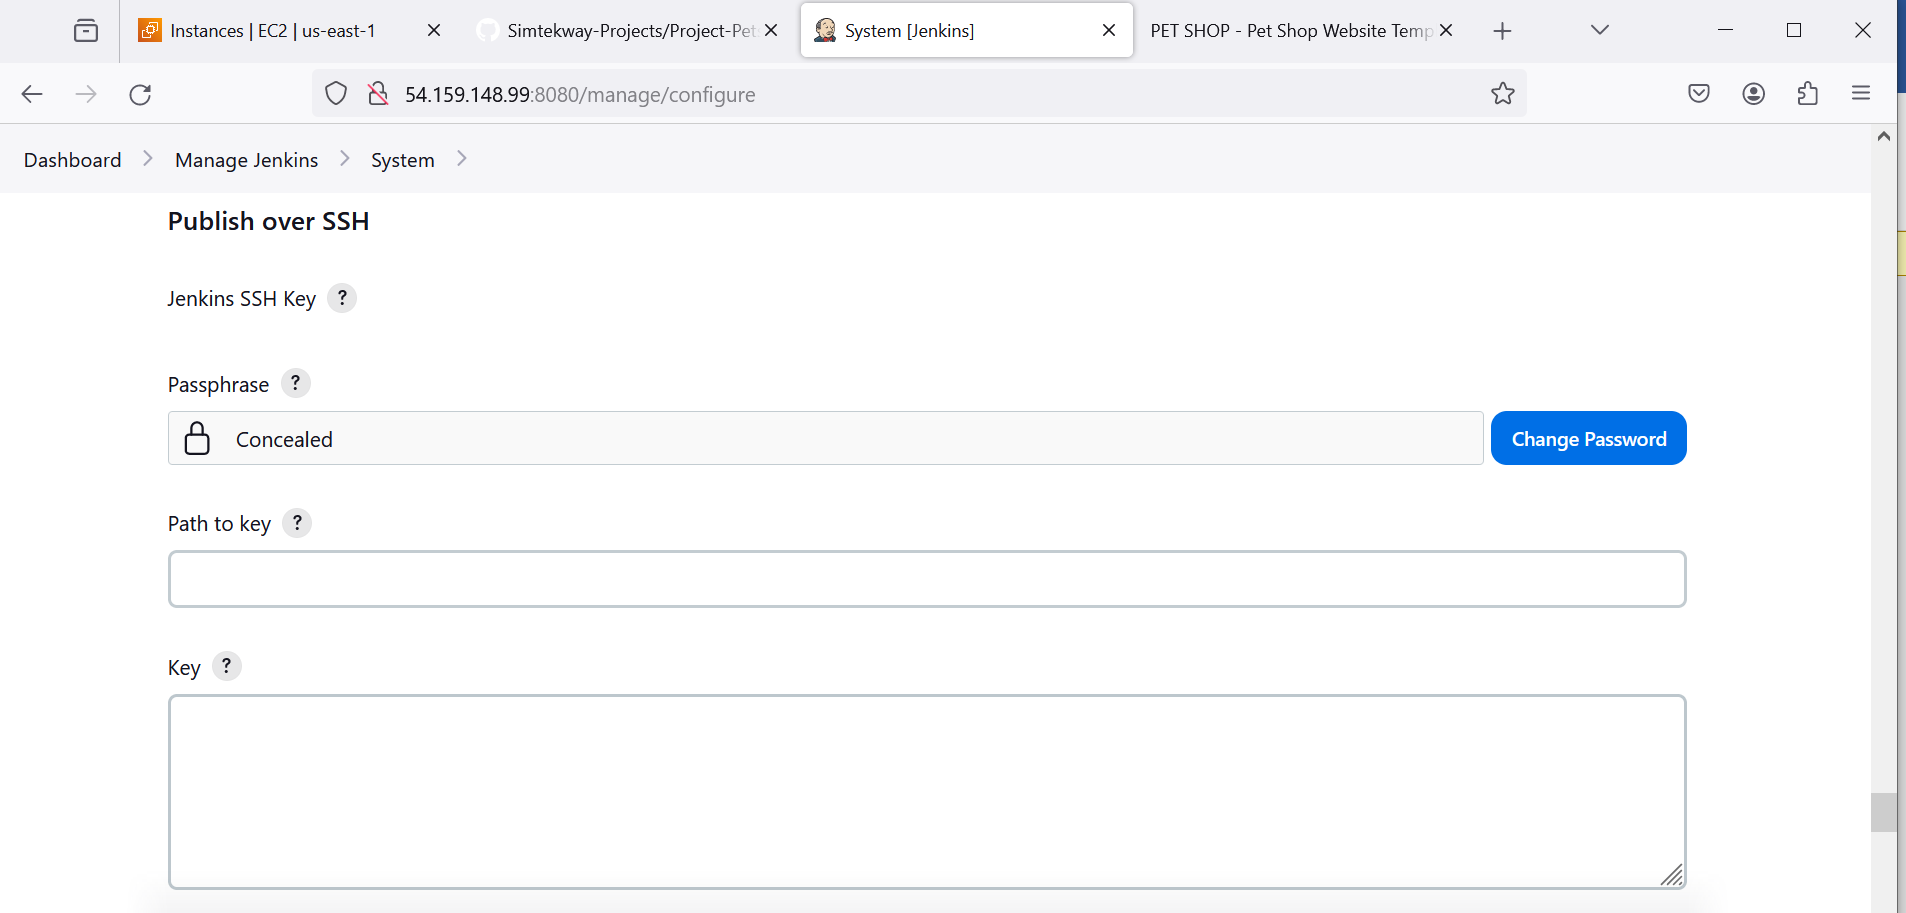 Instances | EC2 | us-east-1
Simtekway-Projects/Project-Pet
System [Jenkins]
PET SHOP - Pet Shop Website Temp
54.159.148.99:8080/manage/configure
Dashboard
Manage Jenkins
System
Publish over SSH
Jenkins SSH Key ?
Passphrase ?
Concealed
Change Password
Path to key ?
Key ?